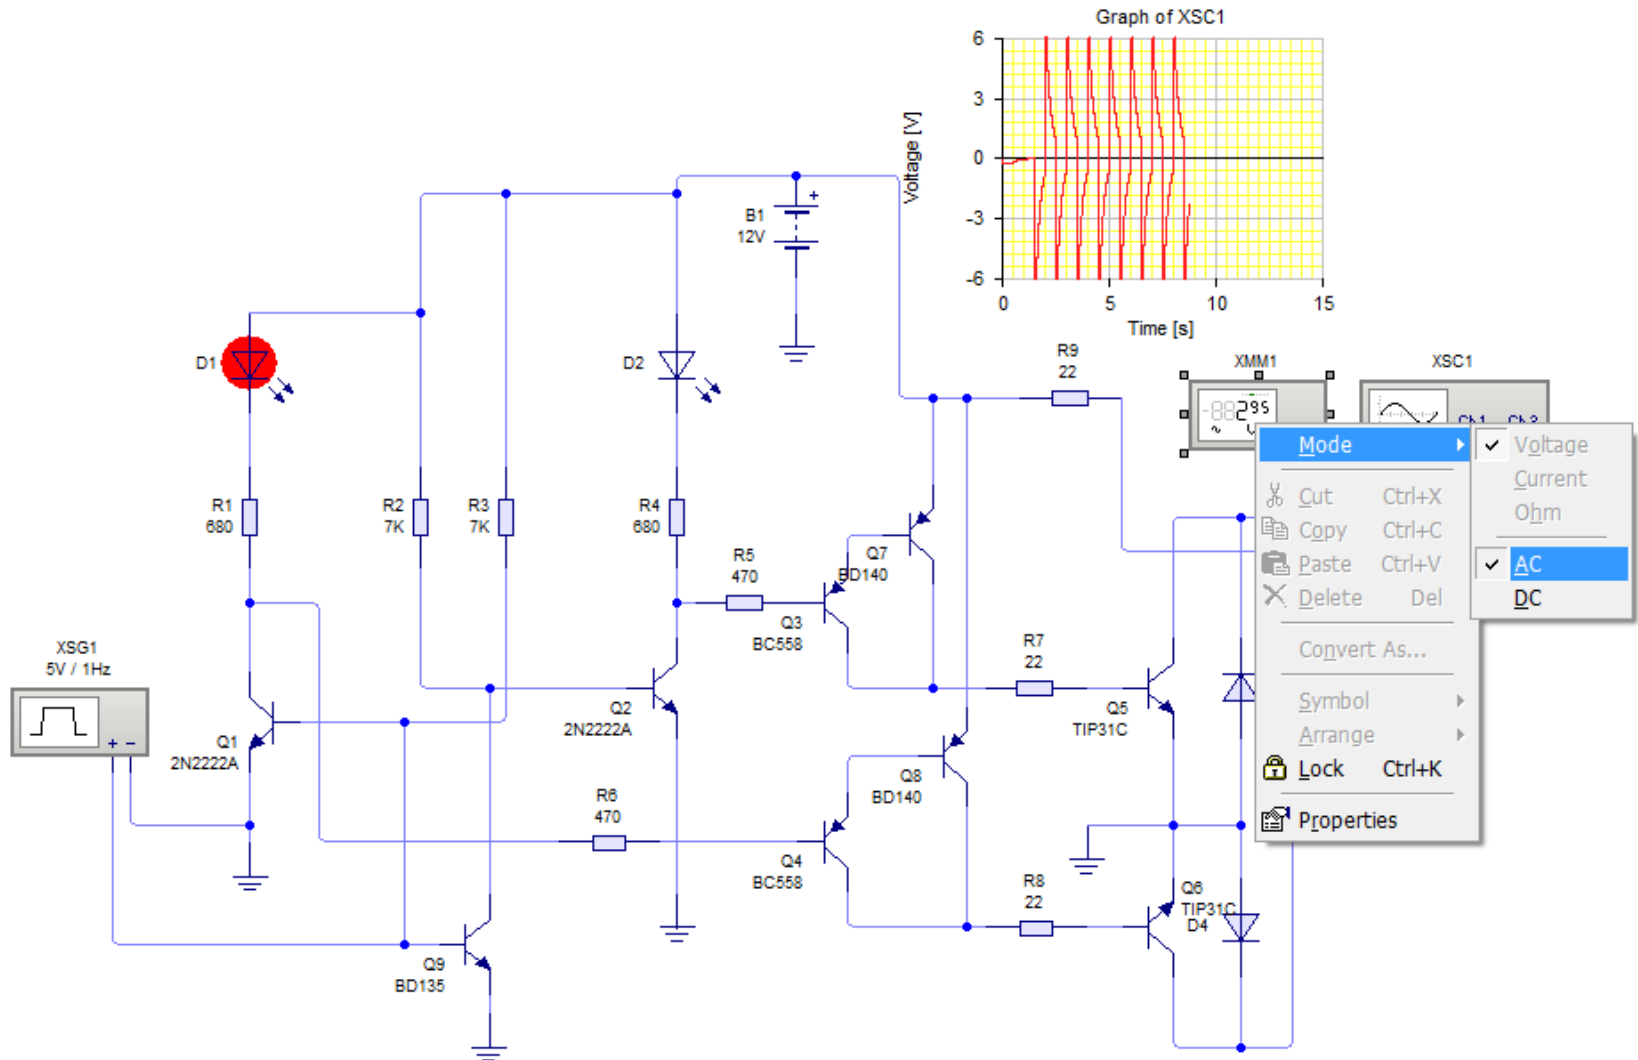 Graph of XSC1
6
3
0
-3
-6
Voltage [V]
0
5
10
15
Time [s]
B1
12V
+
D1
D2
R9
22
XMM1
XSC1
295
R1
680
R2
7K
R3
7K
R4
680
R5
470
Q7
BD140
Q3
BC558
XSG1
5V / 1Hz
+ -
R7
22
Q5
TIP31C
Q2
2N2222A
Q1
2N2222A
Q8
BD140
R6
470
Q4
BC558
R8
22
Q6
TIP31C
D4
Q9
BD135
Mode
Cut Ctrl+X
Copy Ctrl+C
Paste Ctrl+V
Delete Del
Convert As...
Symbol
Arrange
Lock Ctrl+K
Properties
Voltage
Current
Ohm
AC
DC